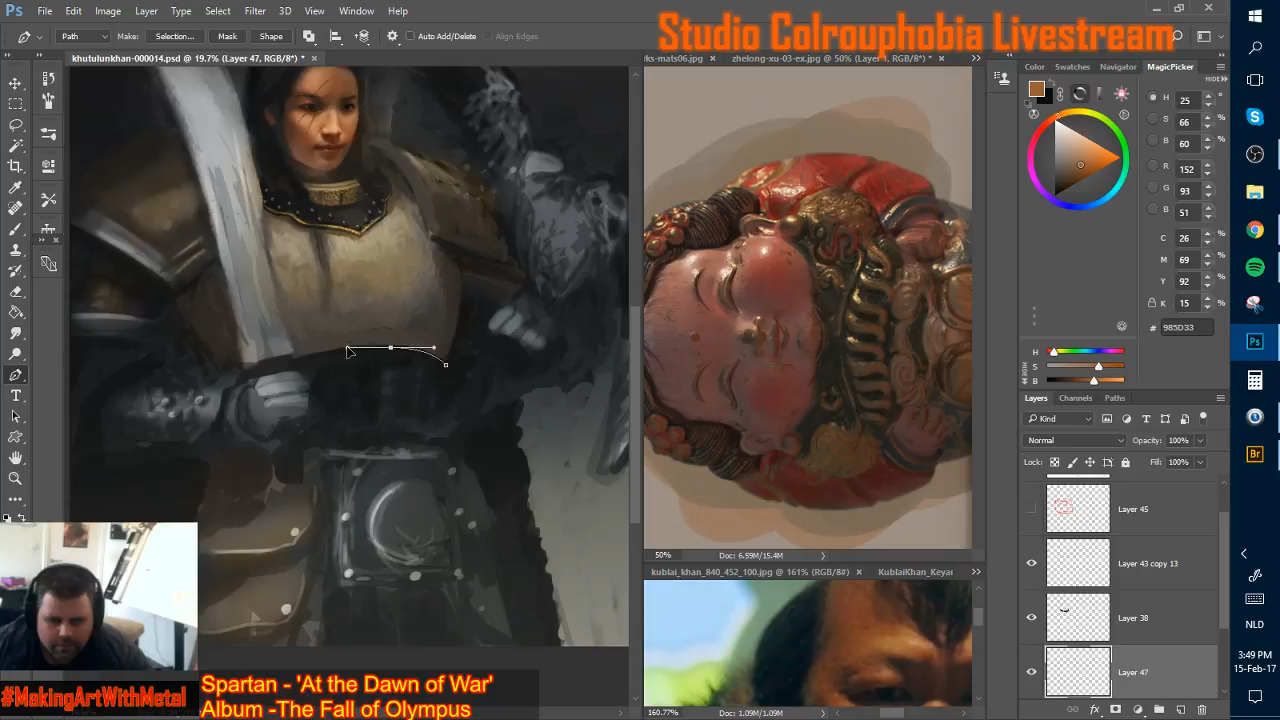 Ps File Edit Image Layer Type Select Filter 3D View Window Help
Path Make: Selection... Mask Shape Auto Add/Delete Align Edges
Studio Colrouphobia Livestream
khutulunkhan-000014.psd @ 19.7% (Layer 47, RGB/8*) *
rks-mats06.jpg zhelong-xu-03-ex.jpg @ 50% (Layer 1, RGB/8*) *
Color Swatches Navigator MagicPicker
HIDE
H 25 °
S 66 %
B 60 %
R 152
G 93
B 51
C 26 %
M 69 %
Y 92 %
K 15 %
# 985D33
HIDE
H
S
B
Layers Channels Paths
Kind
Normal Opacity: 100%
Lock: Fill: 100%
Layer 45
Layer 43 copy 13
Layer 38
Layer 47
fx
50% Doc: 6.59M/15.4M
kublai_khan_840_452_100.jpg @ 161% (RGB/8#) KublaiKhan_Keyar
160.77% Doc: 1.09M/1.09M
#MakingArtWithMetal
Spartan - 'At the Dawn of War'
Album -The Fall of Olympus
Ps
Br
NLD
3:49 PM
15-Feb-17